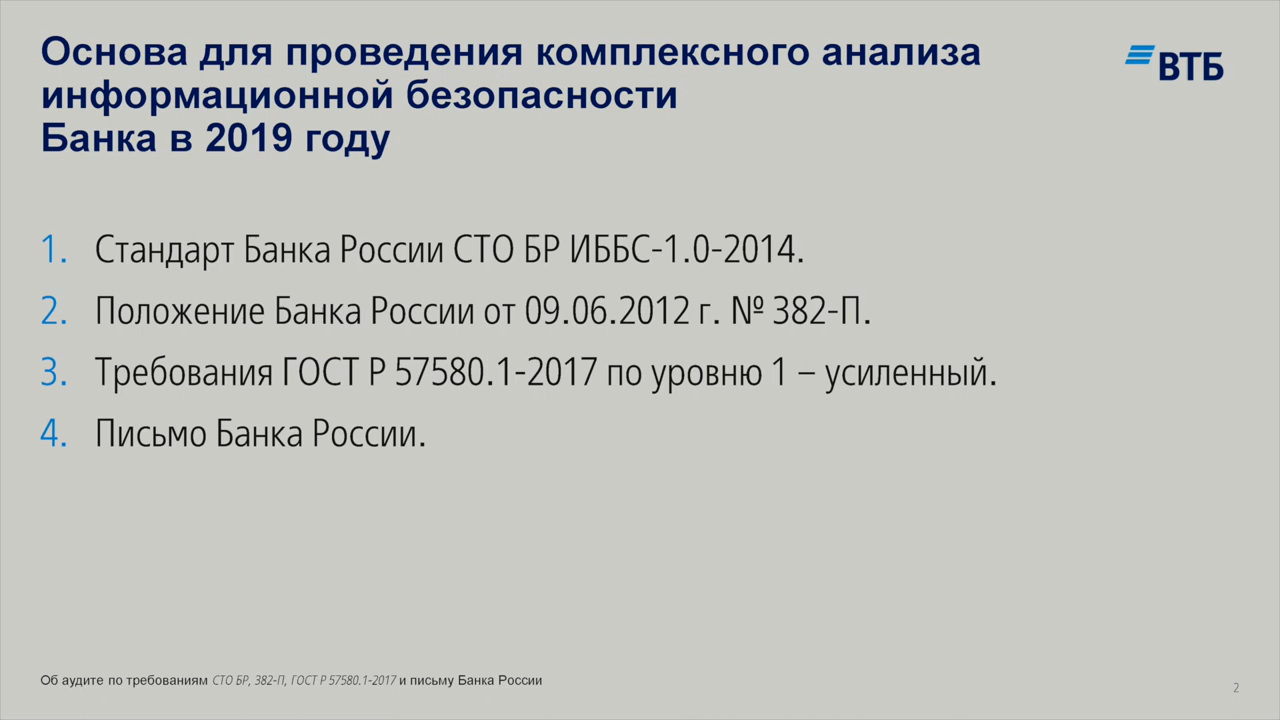 Основа для проведения комплексного анализа
информационной безопасности
Банка в 2019 году
ВТБ
1. Стандарт Банка России СТО БР ИББС-1.0-2014.
2. Положение Банка России от 09.06.2012 г. № 382-П.
3. Требования ГОСТ Р 57580.1-2017 по уровню 1 – усиленный.
4. Письмо Банка России.
Об аудите по требованиям СТО БР, 382-П, ГОСТ Р 57580.1-2017 и письму Банка России
2